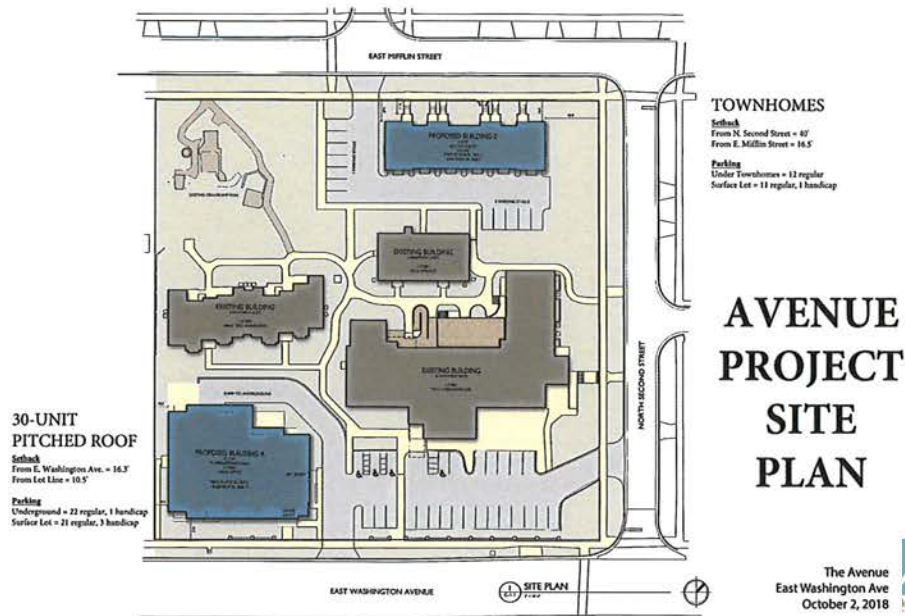 EAST MIFFLIN STREET
TOWNHOMES
Setback
From N. Second Street = 40'
From E. Mifflin Street = 16.5'
Parking
Under Townhomes = 12 regular
Surface Lot = 11 regular, 1 handicap
PROPOSED BUILDING
EXISTING BUILDING
EXISTING BUILDING
EXISTING BUILDING
NORTH SECOND STREET
AVENUE
PROJECT
SITE
PLAN
30-UNIT
PITCHED ROOF
Setback
From E. Washington Ave. = 16.3'
From Lot Line = 10.5'
Parking
Underground = 22 regular, 1 handicap
Surface Lot = 21 regular, 3 handicap
PROPOSED BUILDING A
EAST WASHINGTON AVENUE
SITE PLAN
The Avenue
East Washington Ave
October 2, 2018